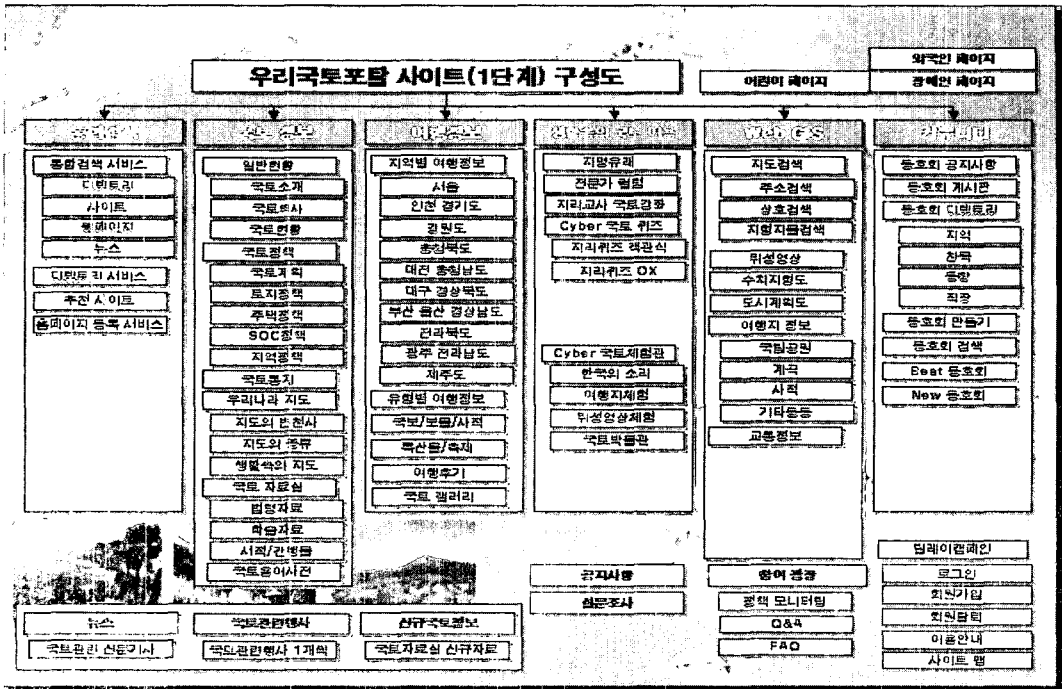 우리국토포탈 사이트(1단계) 구성도
어린이 페이지
외국인 페이지
장애인 페이지
통합검색 서비스
디렉토리
사이트
웹페이지
뉴스
디렉토리 서비스
추천 사이트
홈페이지 등록 서비스
국토 정보
일반현황
국토소개
국토역사
국토현황
국토정책
국토계획
토지정책
주택정책
SOC정책
지역정책
국토통계
우리나라 지도
지도의 변천사
지도의 종류
생활속의 지도
국토 자료실
법령자료
학술자료
서적/간행물
국토용어사전
여행정보
지역별 여행정보
서울
인천 경기도
강원도
충청북도
대전 충청남도
대구 경상북도
부산 울산 경상남도
전라북도
광주 전라남도
제주도
유형별 여행정보
국보/보물/사적
특산물/축제
여행후기
국토 갤러리
지명유래
전문가 컬럼
지리교사 국토강좌
Cyber 국토 퀴즈
지리퀴즈 객관식
지리퀴즈 OX
Cyber 국토체험관
한국의 소리
여행지체험
위성영상체험
국토박물관
Web GIS
지도검색
주소검색
상호검색
지형지물검색
위성영상
수치지형도
도시계획도
여행지 정보
국립공원
계곡
사적
기타등등
교통정보
커뮤니티
동호회 공지사항
동호회 게시판
동호회 디렉토리
지역
친목
동창
직장
동호회 만들기
동호회 검색
Best 동호회
New 동호회
뉴스
국토관련 신문기사
국토관련행사
국토관련행사 1개씩
신규국토정보
국토자료실 신규자료
공지사항
설문조사
참여 광장
정책 모니터링
Q&A
FAQ
릴레이캠페인
로그인
회원가입
회원탈퇴
이용안내
사이트 맵